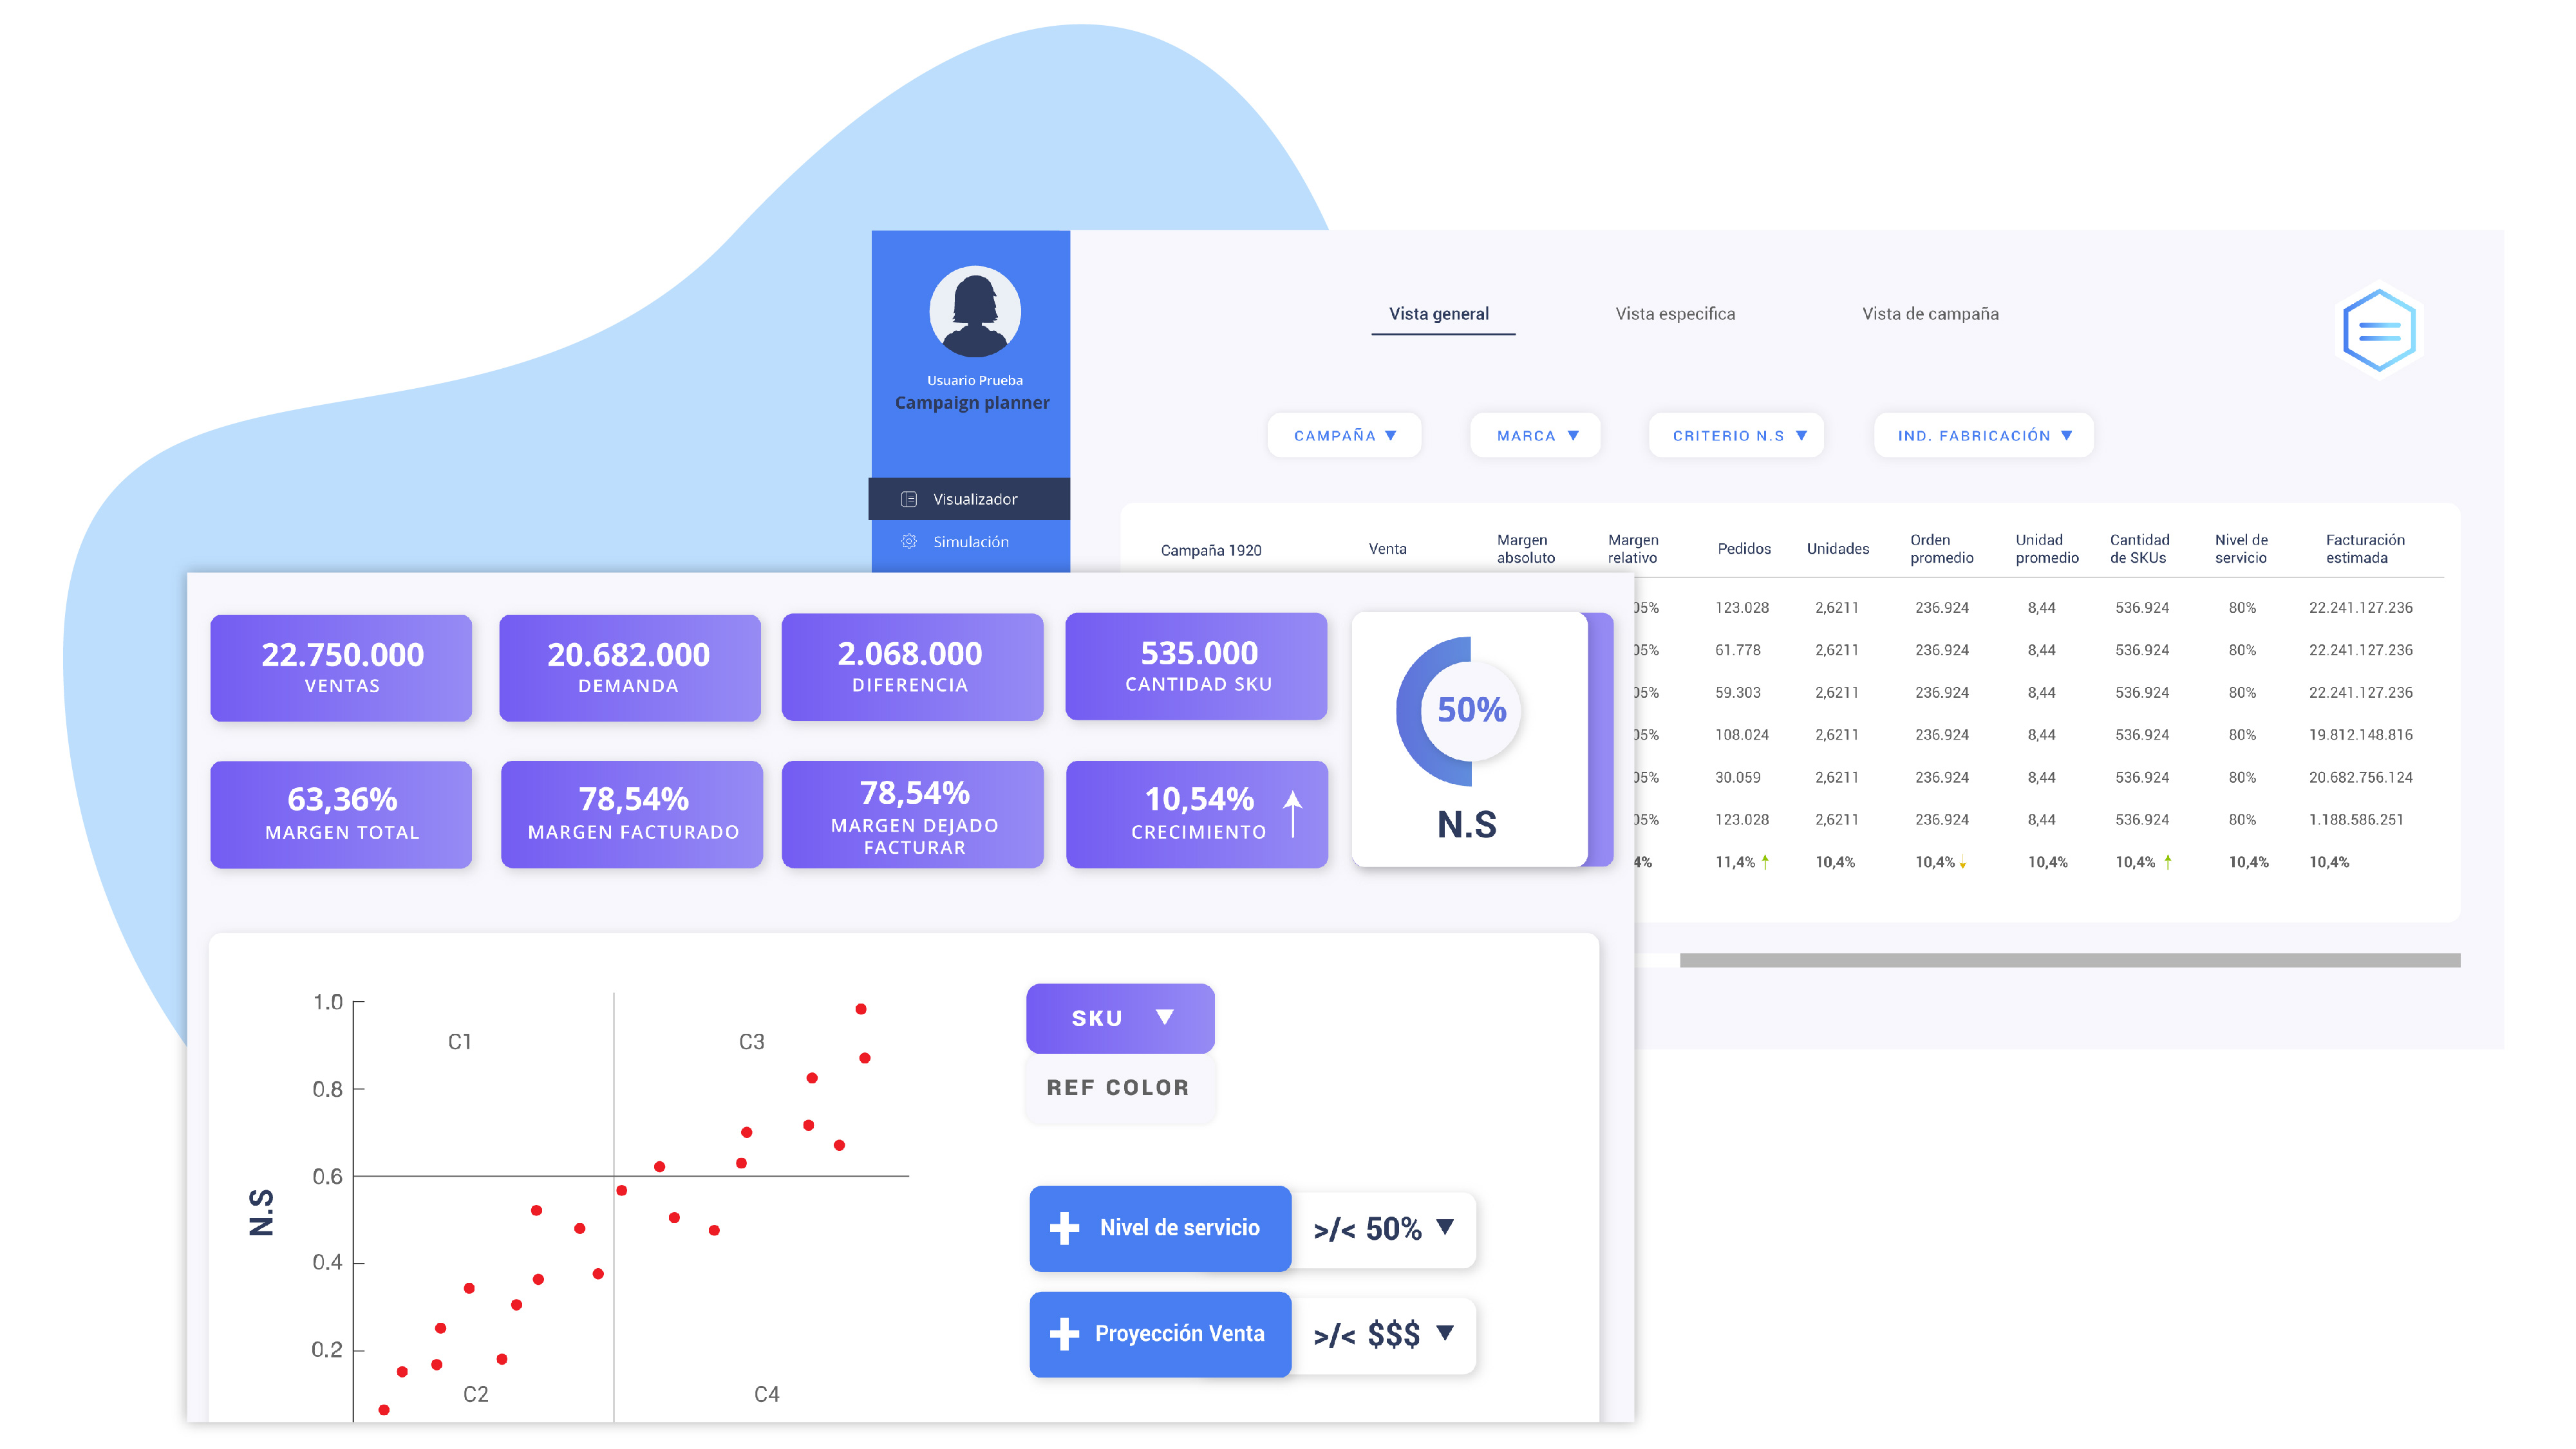 Usuario Prueba
Campaign planner
Visualizador
Simulación
Vista general
Vista especifica
Vista de campaña
CAMPAÑA ▼
MARCA ▼
CRITERIO N.S ▼
IND. FABRICACIÓN ▼
Campaña 1920 Venta Margen absoluto Margen relativo Pedidos Unidades Orden promedio Unidad promedio Cantidad de SKUs Nivel de servicio Facturación estimada
05% 123.028 2,6211 236.924 8,44 536.924 80% 22.241.127.236
05% 61.778 2,6211 236.924 8,44 536.924 80% 22.241.127.236
05% 59.303 2,6211 236.924 8,44 536.924 80% 22.241.127.236
05% 108.024 2,6211 236.924 8,44 536.924 80% 19.812.148.816
05% 30.059 2,6211 236.924 8,44 536.924 80% 20.682.756.124
05% 123.028 2,6211 236.924 8,44 536.924 80% 1.188.586.251
4% 11,4% 10,4% 10,4% 10,4% 10,4% 10,4% 10,4%
22.750.000
VENTAS
20.682.000
DEMANDA
2.068.000
DIFERENCIA
535.000
CANTIDAD SKU
63,36%
MARGEN TOTAL
78,54%
MARGEN FACTURADO
78,54%
MARGEN DEJADO
FACTURAR
10,54%
CRECIMIENTO
50%
N.S
1.0
0.8
0.6
0.4
0.2
N.S
C1
C3
C2
C4
SKU ▼
REF COLOR
Nivel de servicio
>/< 50% ▼
Proyección Venta
>/< $$$ ▼